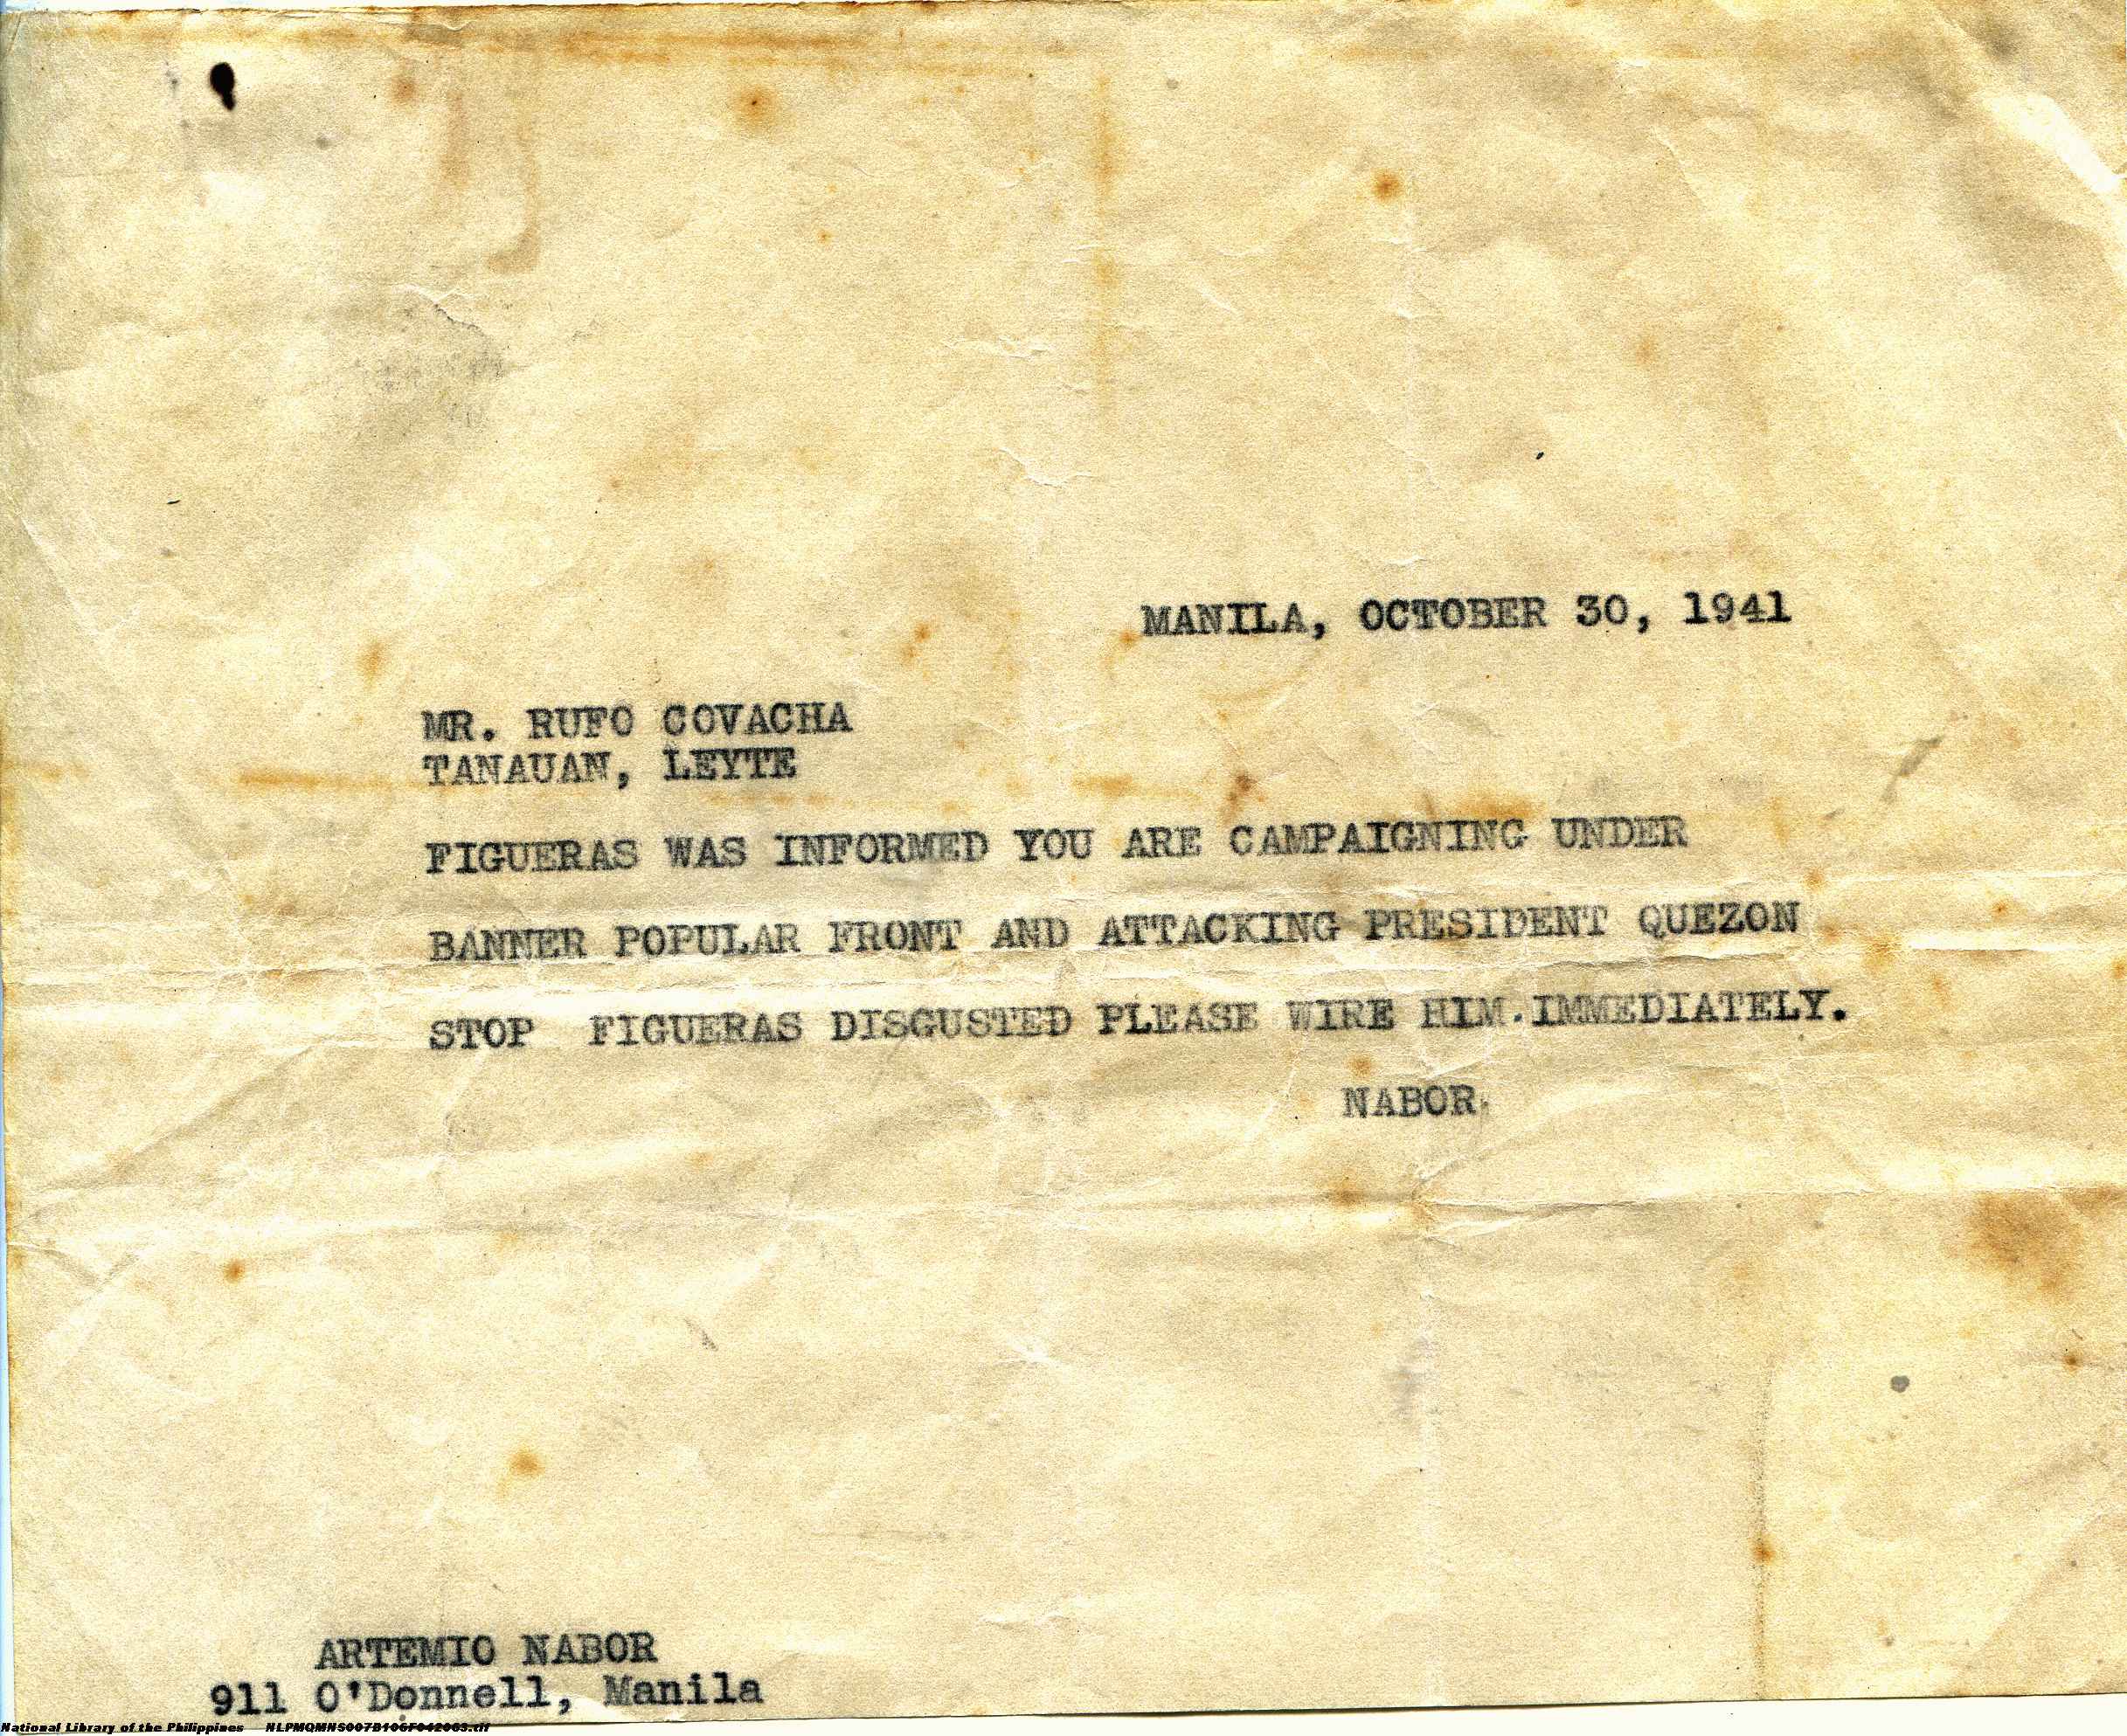 MANILA, OCTOBER 30, 1941
MR. RUFO COVACHA
TANAUAN, LEYTE
FIGUERAS WAS INFORMED YOU ARE CAMPAIGNING UNDER
BANNER POPULAR FRONT AND ATTACKING PRESIDENT QUEZON
STOP FIGUERAS DISGUSTED PLEASE WIRE HIM.IMMEDIATELY.
NABOR.
ARTEMIO NABOR
911 O'Donnell, Manila
National Library of the Philippines NLPMQMNS007B106F042063.tif